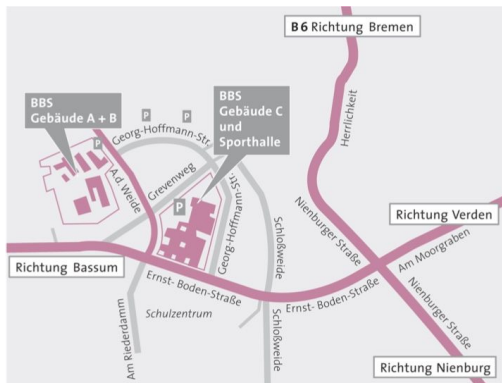 B6 Richtung Bremen
BBS
Gebäude A + B
BBS
Gebäude C
und
Sporthalle
P
P
P
P
Georg-Hoffmann-Str.
Herrlichkeit
A.d. Weide
Grevenweg
Georg-Hoffmann-Str.
Schloßweide
Nienburger Straße
Richtung Verden
Am Moorgraben
Richtung Bassum
Ernst- Boden-Straße
Ernst- Boden-Straße
Nienburger Straße
Am Riederdamm
Schulzentrum
Schloßweide
Richtung Nienburg